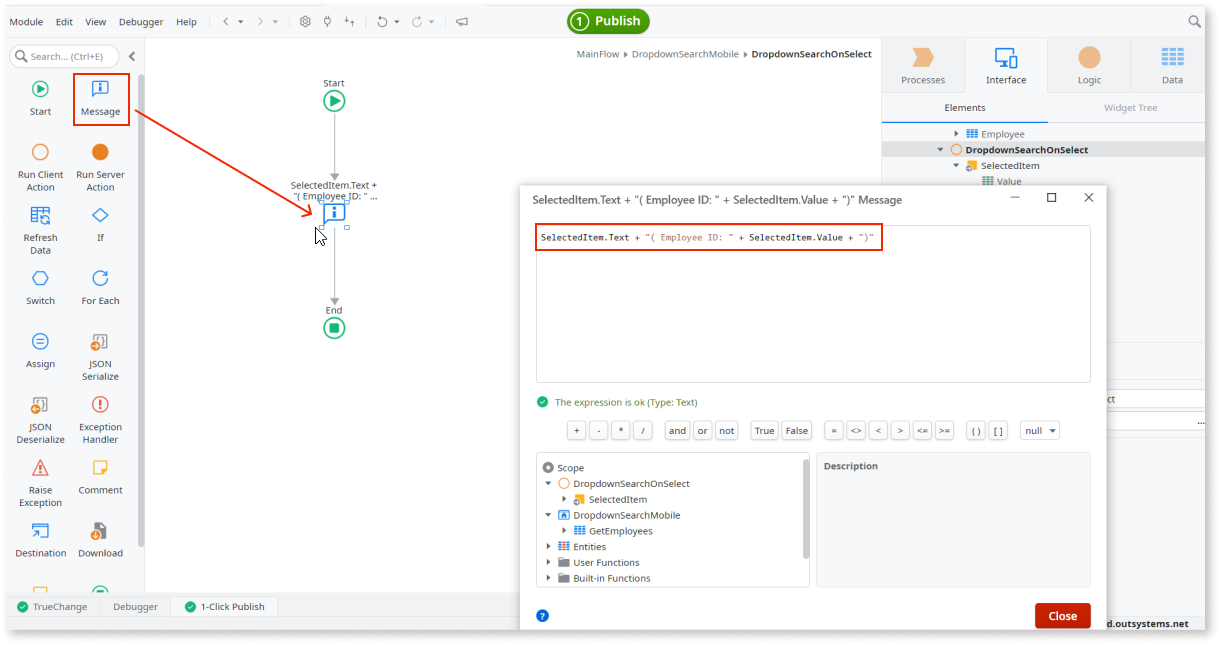 Module Edit View Debugger Help
1 Publish
Search... (Ctrl+E)
Start
Message
Run Client
Action
Run Server
Action
Refresh
Data
If
Switch
For Each
Assign
JSON
Serialize
JSON
Deserialize
Exception
Handler
Raise
Exception
Comment
Destination
Download
MainFlow DropdownSearchMobile DropdownSearchOnSelect
Start
SelectedItem.Text +
"( Employee ID: " ...
End
Processes
Interface
Logic
Data
Elements
Widget Tree
Employee
DropdownSearchOnSelect
SelectedItem
Value
SelectedItem.Text + "( Employee ID: " + SelectedItem.Value + ")" Message
SelectedItem.Text + "( Employee ID: " + SelectedItem.Value + ")"
The expression is ok (Type: Text)
+ - * / and or not True False = <> < > <= >= ( ) [ ] null
Scope
DropdownSearchOnSelect
SelectedItem
DropdownSearchMobile
GetEmployees
Entities
User Functions
Built-in Functions
Description
ct
...
?
Close
TrueChange
Debugger
1-Click Publish
d.outsystems.net